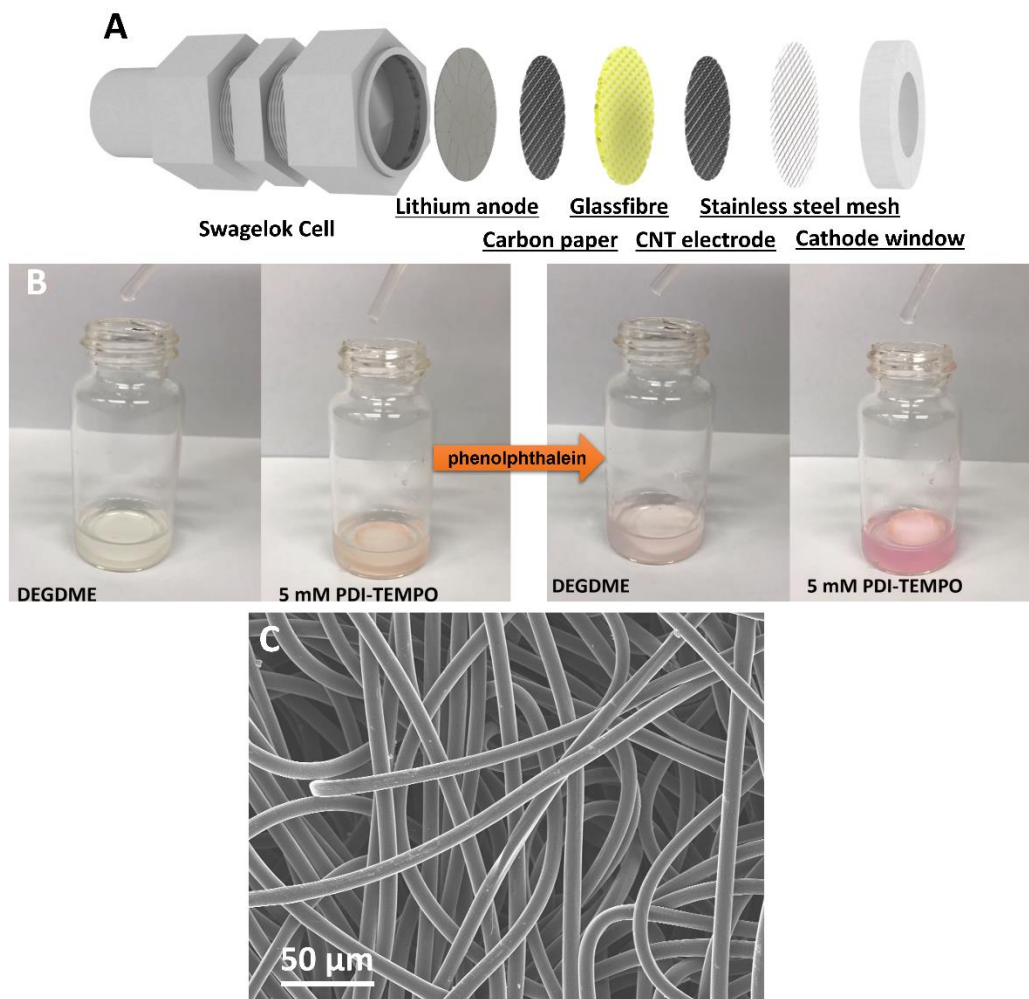 A
Swagelok Cell
Lithium anode
Glassfibre
Stainless steel mesh
Carbon paper
CNT electrode
Cathode window
B
DEGDME
5 mM PDI-TEMPO
phenolphthalein
DEGDME
5 mM PDI-TEMPO
C
50 µm